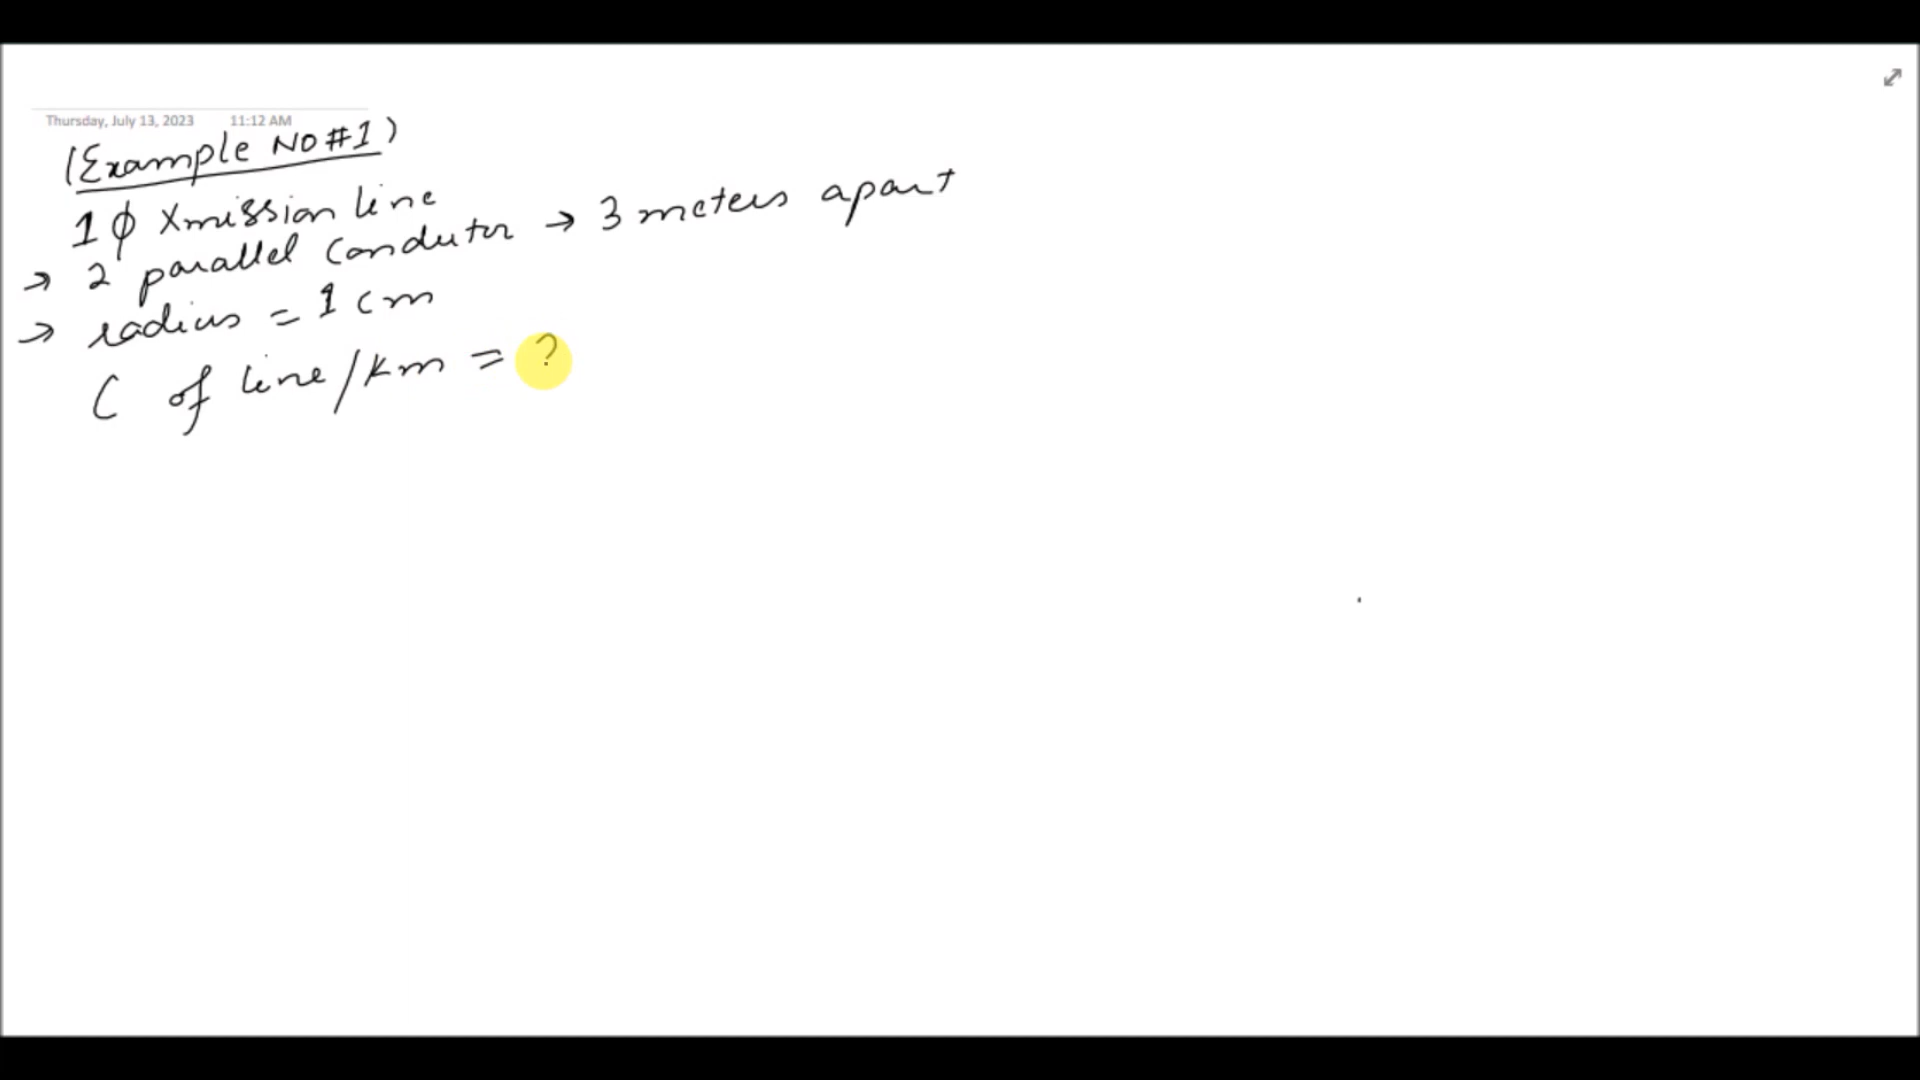 Thursday, July 13, 2023 11:12 AM
(Example NO#1)
1ϕ Xmission line
→ 2 parallel Condutor → 3 meters apart
→ radius = 1 cm
C of line/km = ?